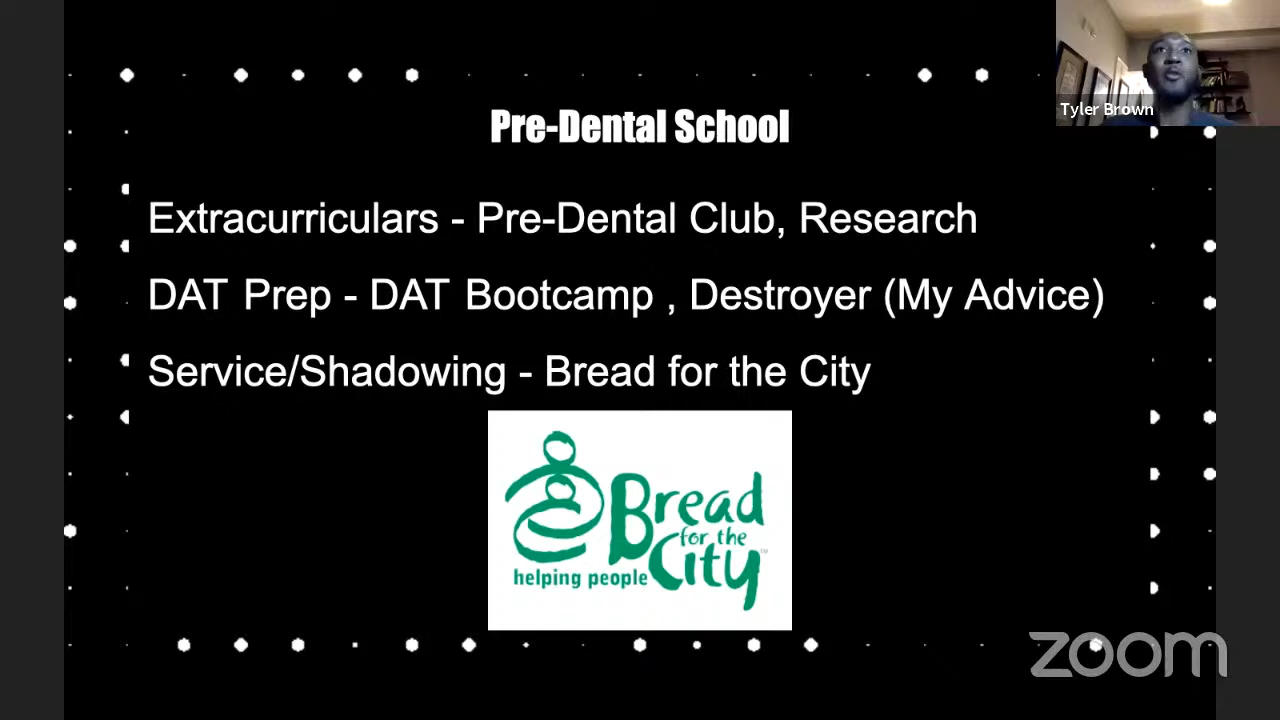 Tyler Brown
Pre-Dental School
Extracurriculars - Pre-Dental Club, Research
DAT Prep - DAT Bootcamp , Destroyer (My Advice)
Service/Shadowing - Bread for the City
Bread
for the
City
helping people
zoom